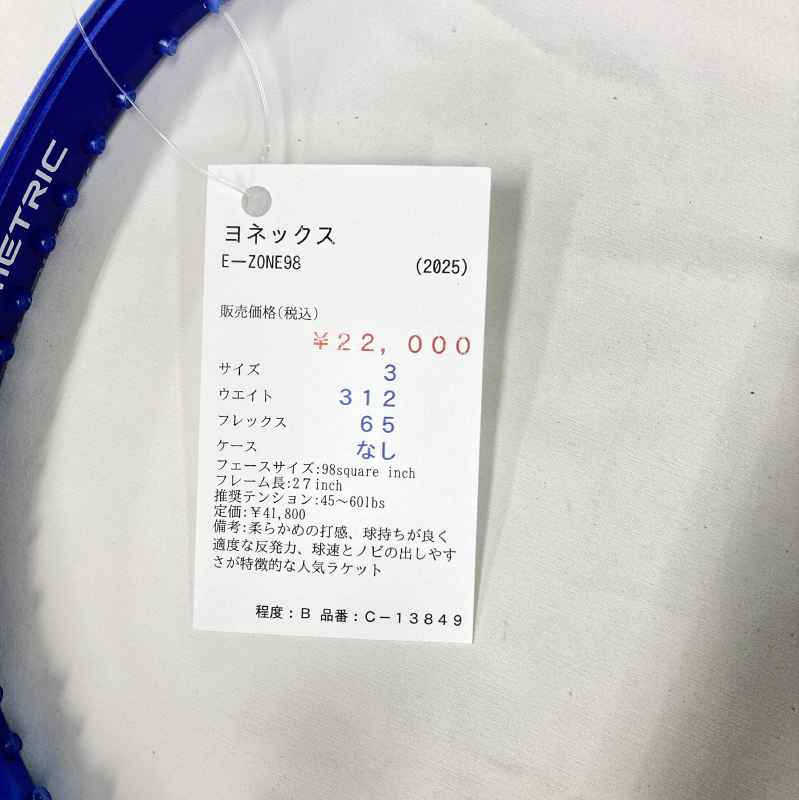 METRIC
ヨネックス
E－ZONE98 (2025)
販売価格(税込)
￥２２，０００
サイズ ３
ウエイト ３１２
フレックス ６５
ケース なし
フェースサイズ:98square inch
フレーム長:２７inch
推奨テンション:45～60lbs
定価:￥41,800
備考:柔らかめの打感、球持ちが良く
適度な反発力、球速とノビの出しやす
さが特徴的な人気ラケット
程度：Ｂ 品番：Ｃ－１３８４９